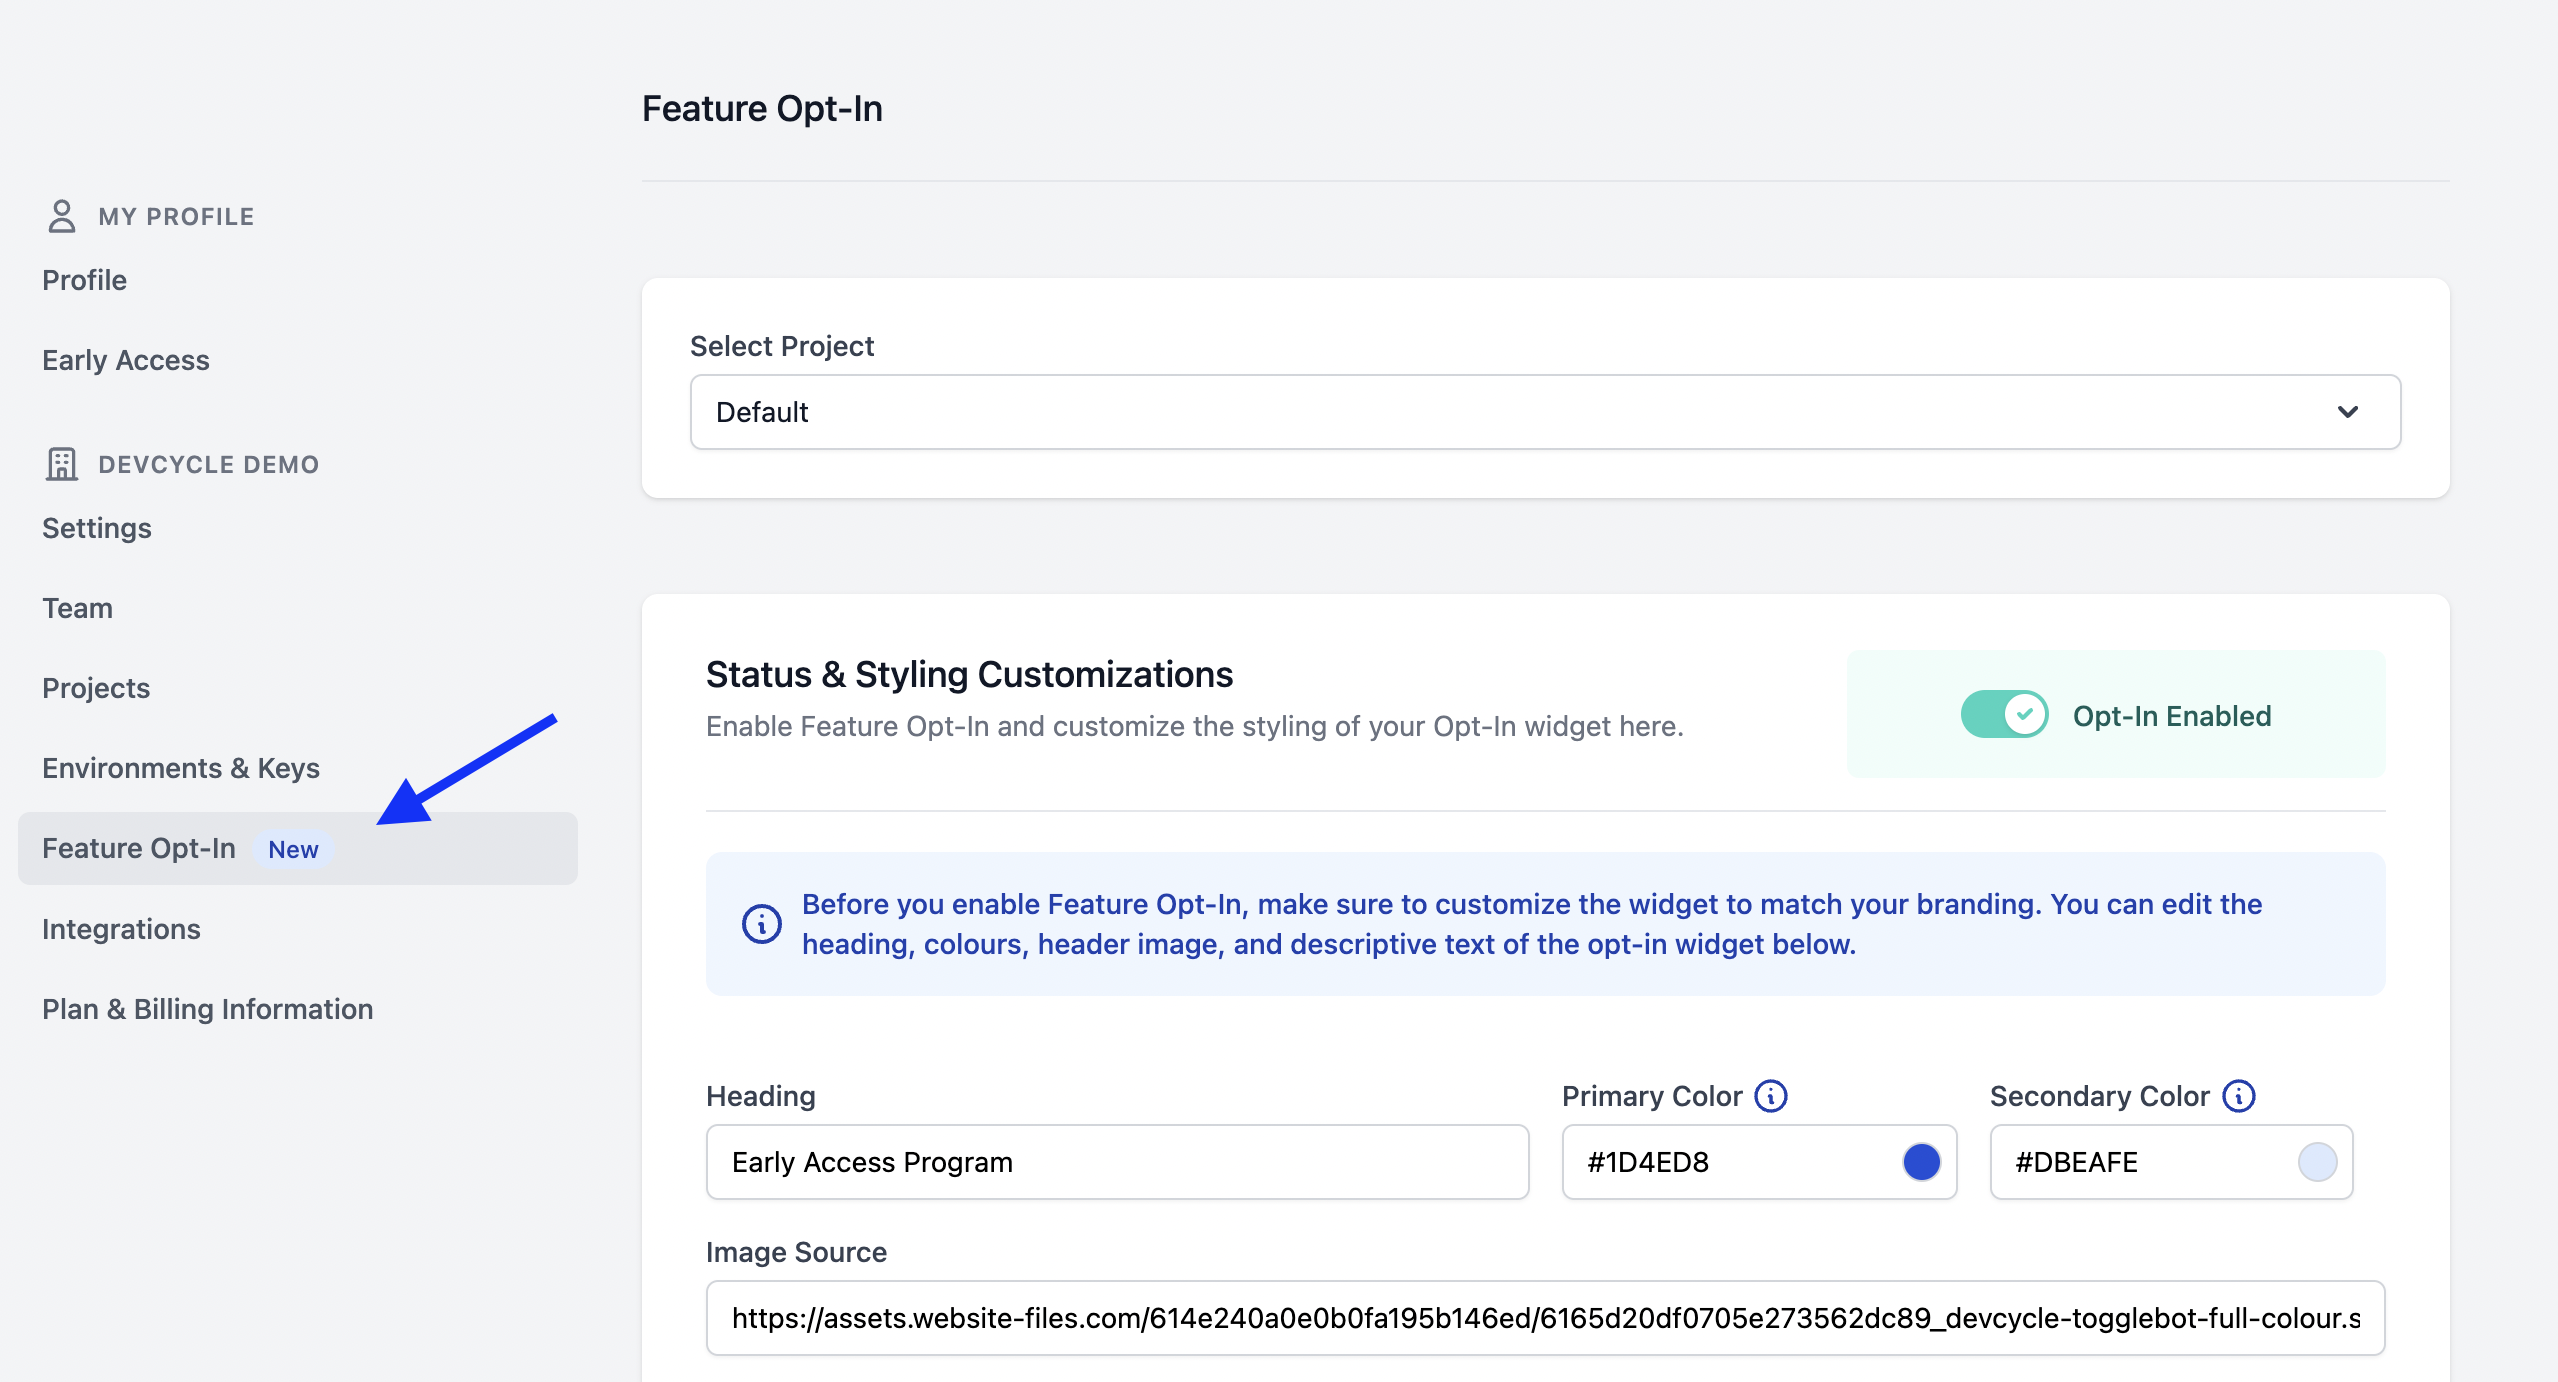 Feature Opt-In
MY PROFILE
Profile
Early Access
DEVCYCLE DEMO
Settings
Team
Projects
Environments & Keys
Feature Opt-In New
Integrations
Plan & Billing Information
Select Project
Default
Status & Styling Customizations
Enable Feature Opt-In and customize the styling of your Opt-In widget here.
Opt-In Enabled
Before you enable Feature Opt-In, make sure to customize the widget to match your branding. You can edit the
heading, colours, header image, and descriptive text of the opt-in widget below.
Heading
Early Access Program
Primary Color
#1D4ED8
Secondary Color
#DBEAFE
Image Source
https://assets.website-files.com/614e240a0e0b0fa195b146ed/6165d20df0705e273562dc89_devcycle-togglebot-full-colour.s